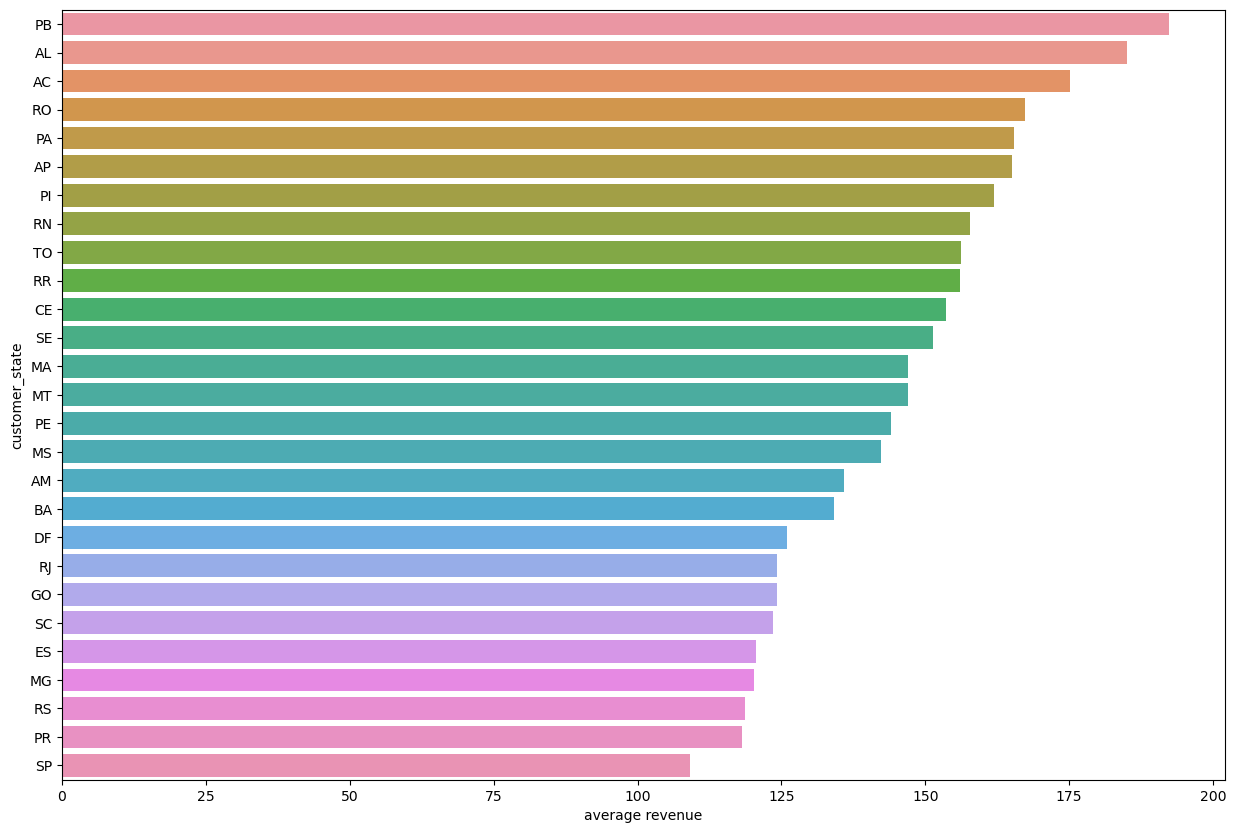 PB
AL
AC
RO
PA
AP
PI
RN
TO
RR
CE
SE
MA
MT
PE
MS
AM
BA
DF
RJ
GO
SC
ES
MG
RS
PR
SP
customer_state
0 25 50 75 100 125 150 175 200
average revenue